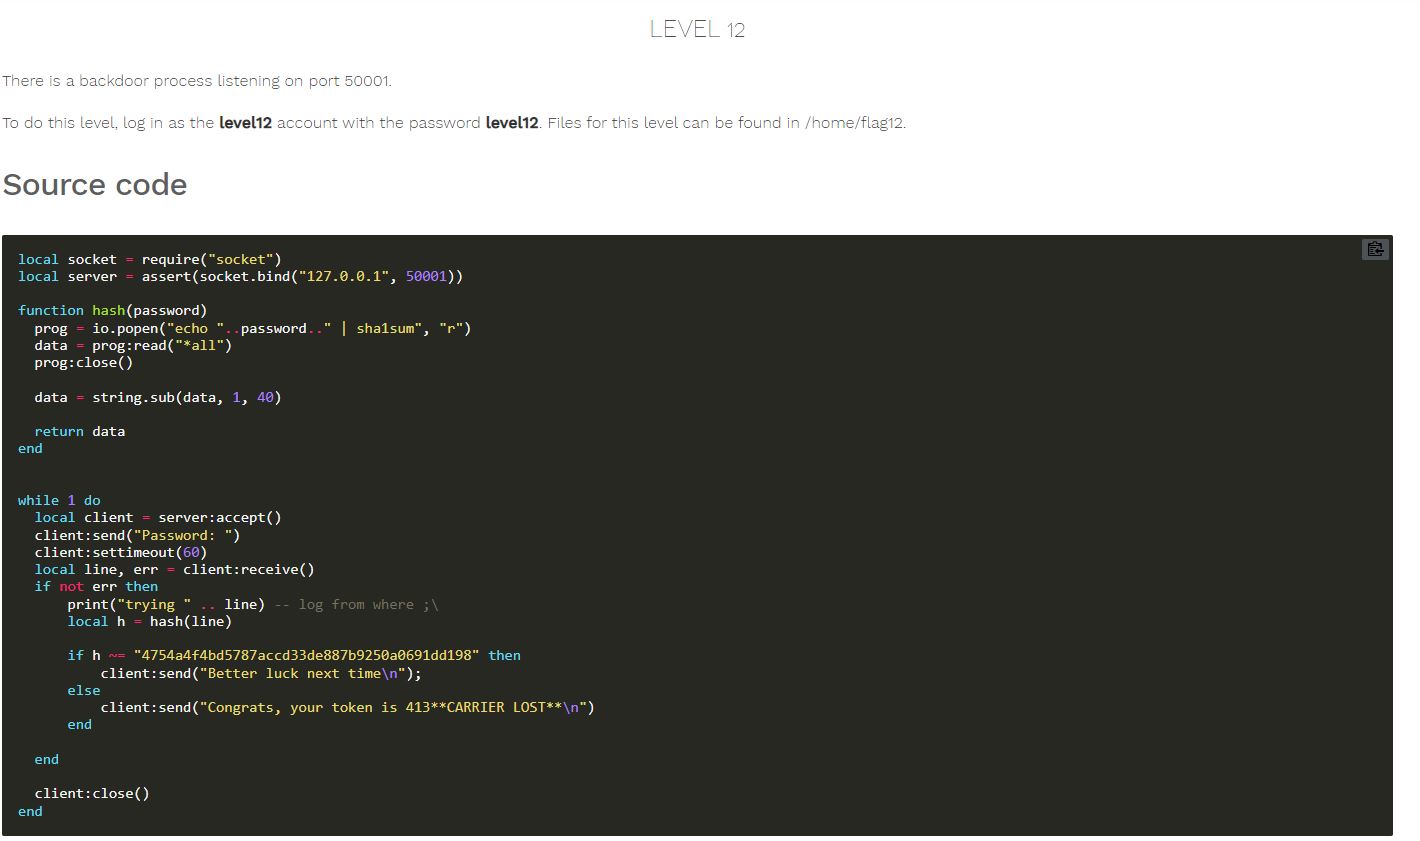 LEVEL 12
There is a backdoor process listening on port 50001.
To do this level, log in as the level12 account with the password level12. Files for this level can be found in /home/flag12.
Source code
local socket = require("socket")
local server = assert(socket.bind("127.0.0.1", 50001))
function hash(password)
  prog = io.popen("echo "..password.." | sha1sum", "r")
  data = prog:read("*all")
  prog:close()
  data = string.sub(data, 1, 40)
  return data
end
while 1 do
  local client = server:accept()
  client:send("Password: ")
  client:settimeout(60)
  local line, err = client:receive()
  if not err then
      print("trying " .. line) -- log from where ;\
      local h = hash(line)
      if h ~= "4754a4f4bd5787accd33de887b9250a0691dd198" then
          client:send("Better luck next time\n");
      else
          client:send("Congrats, your token is 413**CARRIER LOST**\n")
      end
  end
  client:close()
end